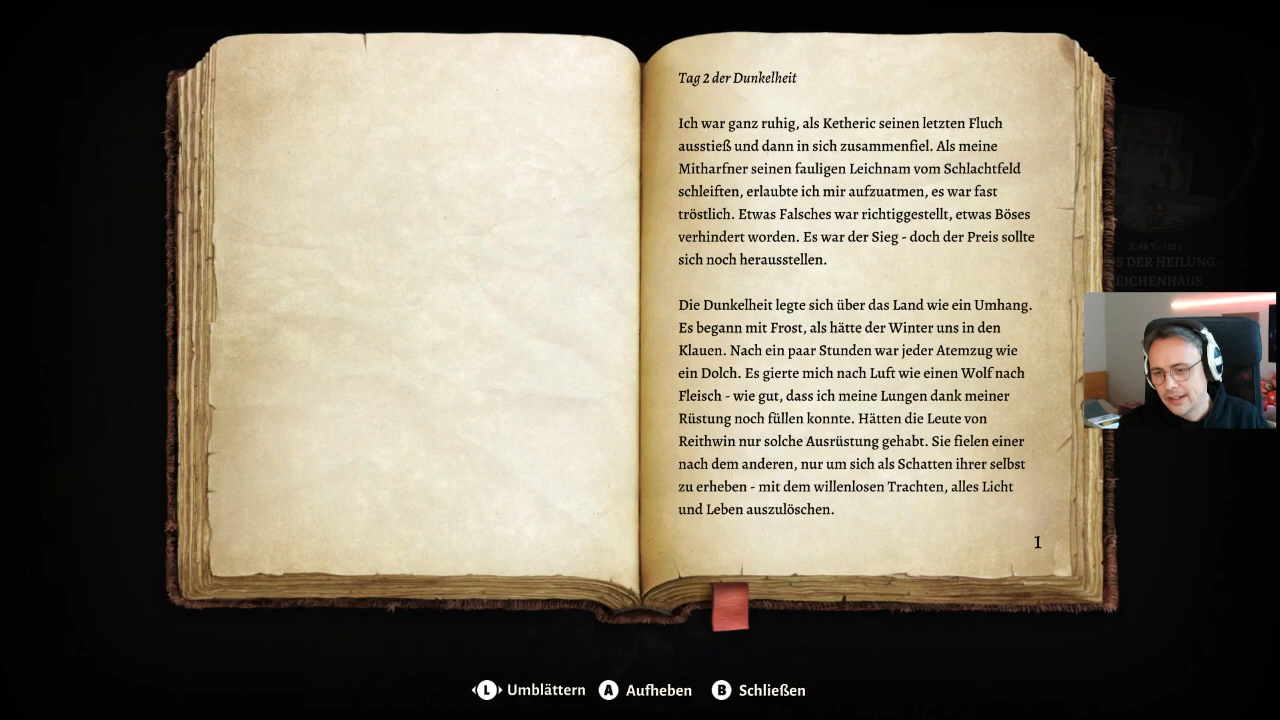 Tag 2 der Dunkelheit
Ich war ganz ruhig, als Ketheric seinen letzten Fluch
ausstieß und dann in sich zusammenfiel. Als meine
Mitharfner seinen fauligen Leichnam vom Schlachtfeld
schleiften, erlaubte ich mir aufzuatmen, es war fast
tröstlich. Etwas Falsches war richtiggestellt, etwas Böses
verhindert worden. Es war der Sieg - doch der Preis sollte
sich noch herausstellen.
Die Dunkelheit legte sich über das Land wie ein Umhang.
Es begann mit Frost, als hätte der Winter uns in den
Klauen. Nach ein paar Stunden war jeder Atemzug wie
ein Dolch. Es gierte mich nach Luft wie einen Wolf nach
Fleisch - wie gut, dass ich meine Lungen dank meiner
Rüstung noch füllen konnte. Hätten die Leute von
Reithwin nur solche Ausrüstung gehabt. Sie fielen einer
nach dem anderen, nur um sich als Schatten ihrer selbst
zu erheben - mit dem willenlosen Trachten, alles Licht
und Leben auszulöschen.
1
S DER HEILUNG -
EICHENHAUS
L Umblättern A Aufheben B Schließen